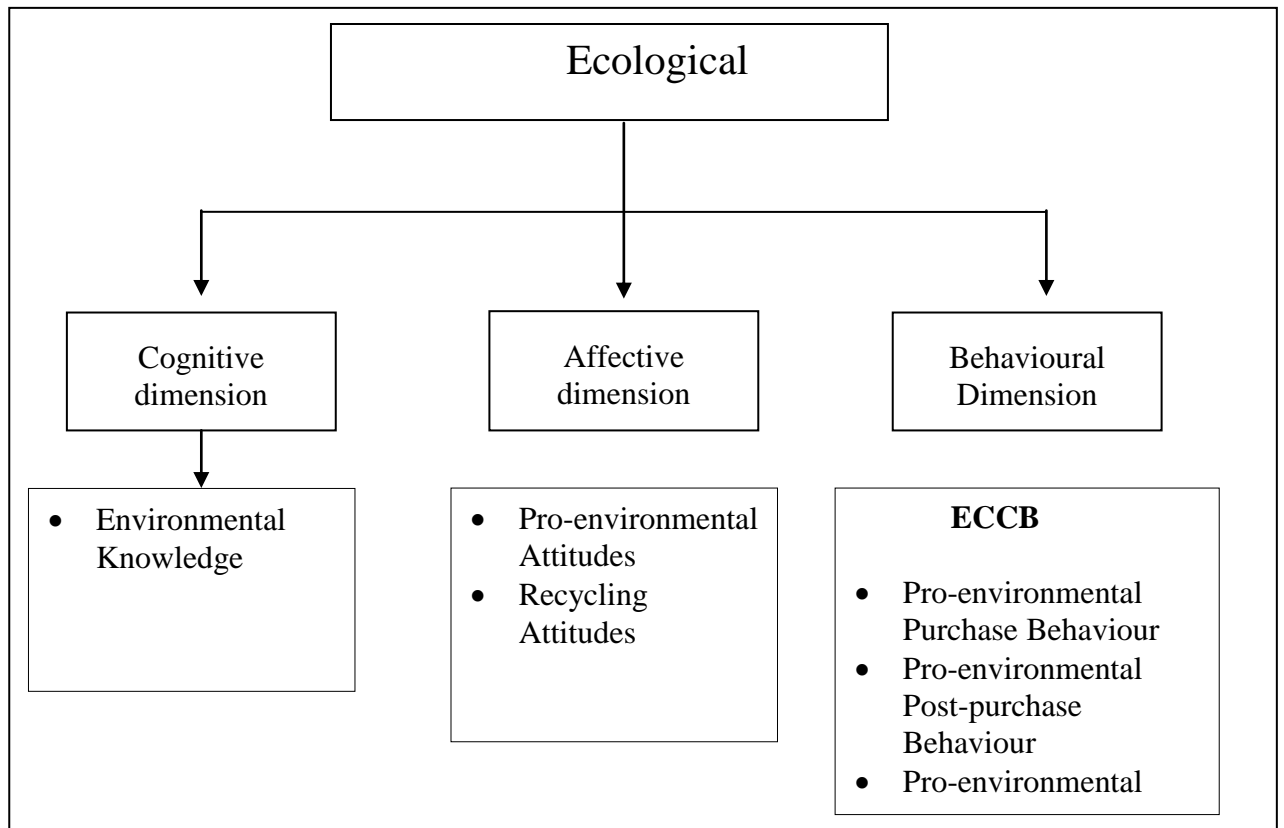 Ecological
Cognitive
dimension
Affective
dimension
Behavioural
Dimension
• Environmental
Knowledge
• Pro-environmental
Attitudes
• Recycling
Attitudes
ECCB
• Pro-environmental
Purchase Behaviour
• Pro-environmental
Post-purchase
Behaviour
• Pro-environmental